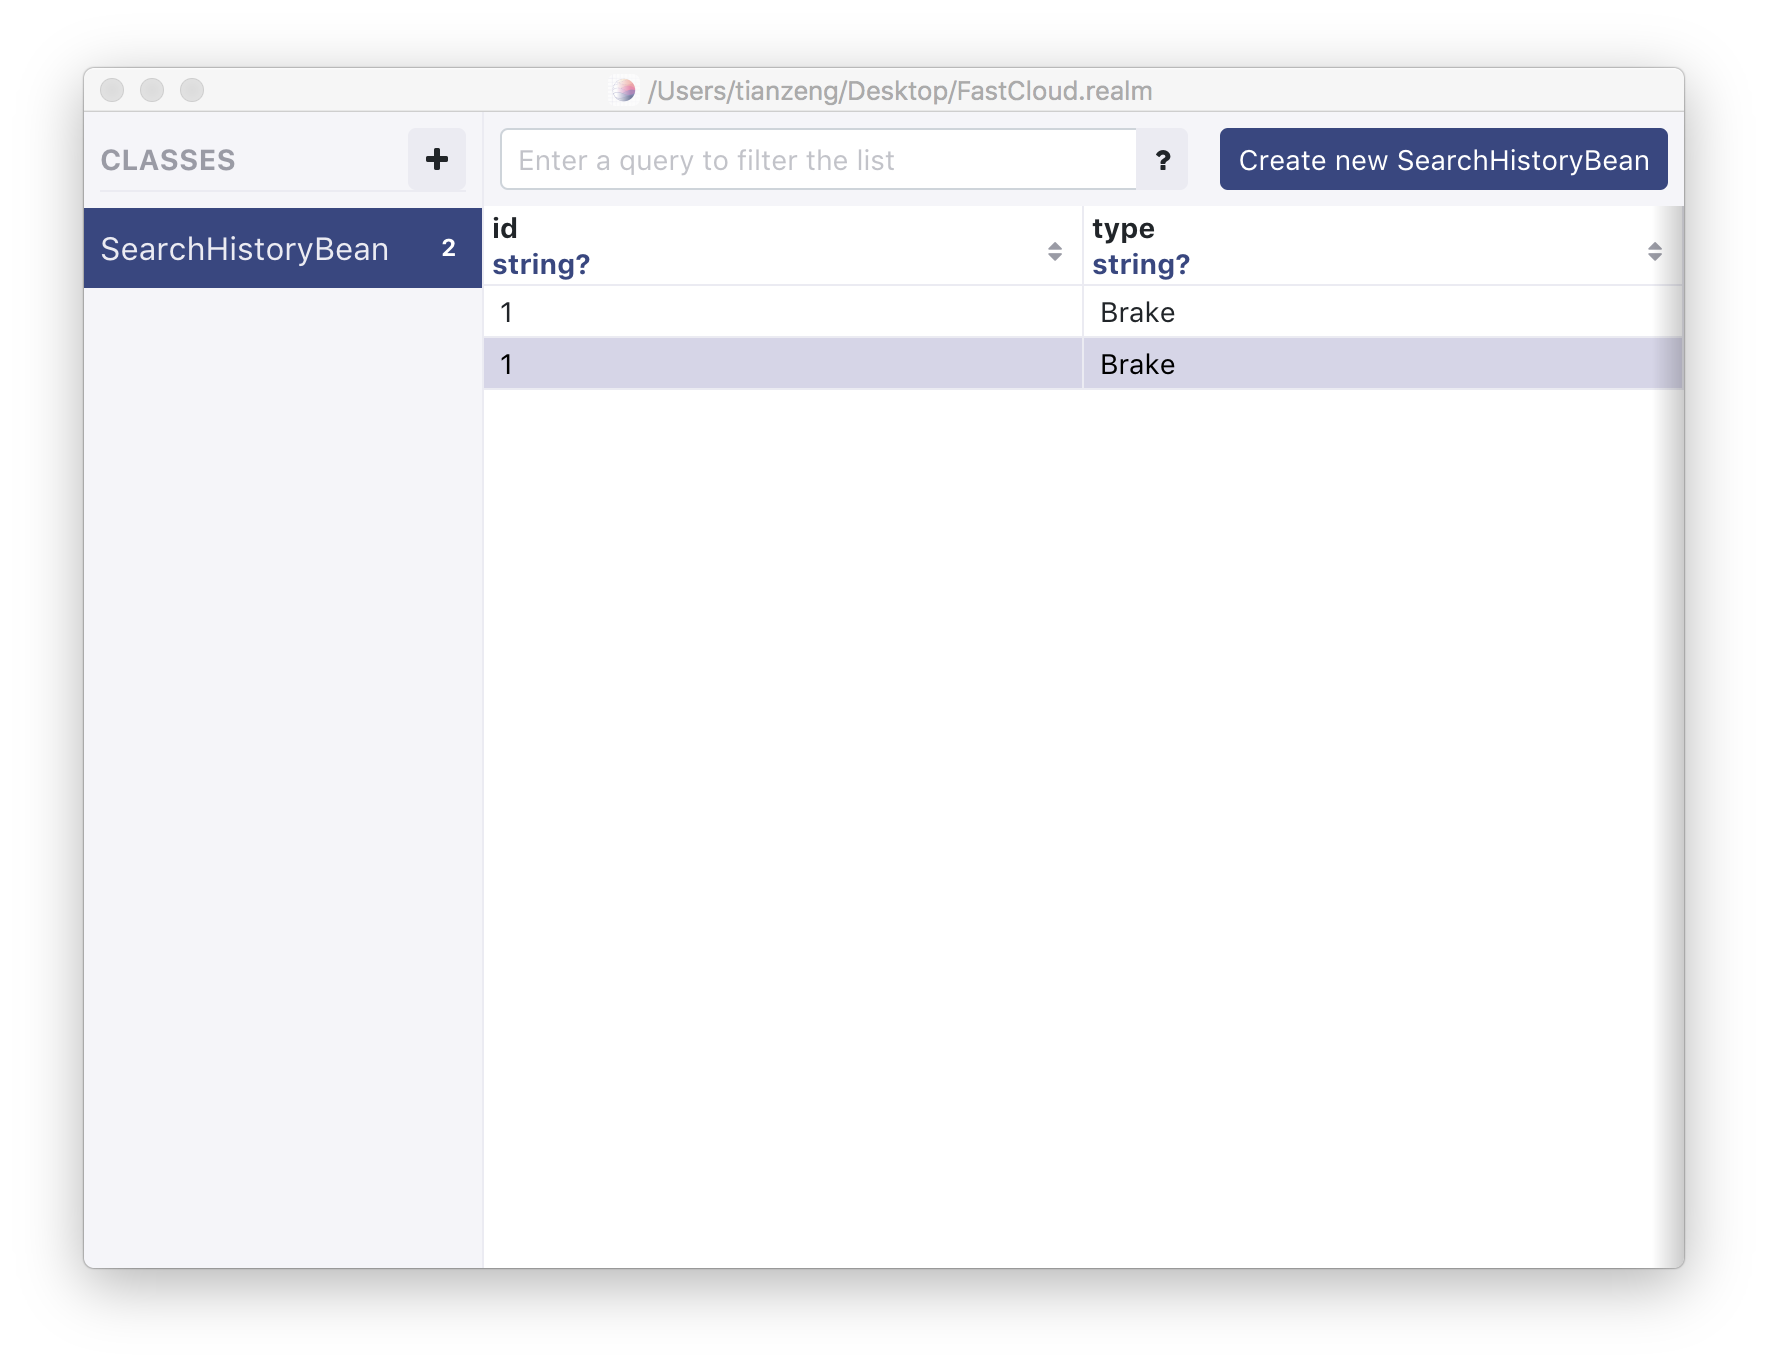 /Users/tianzeng/Desktop/FastCloud.realm
CLASSES
+
Enter a query to filter the list
?
Create new SearchHistoryBean
SearchHistoryBean 2
id type
string? string?
1 Brake
1 Brake